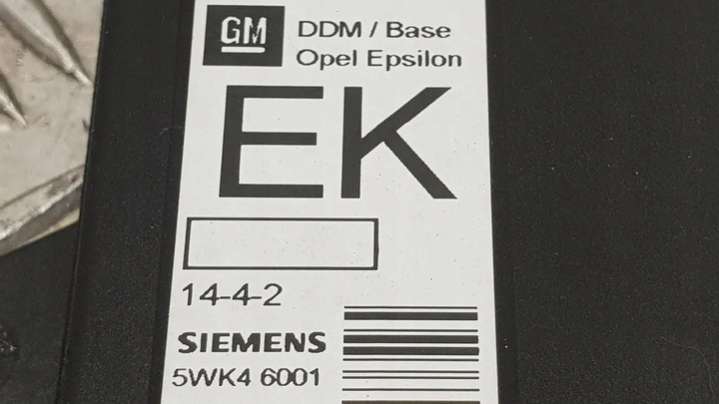 GM
DDM / Base
Opel Epsilon
EK
14-4-2
SIEMENS
5WK4 6001